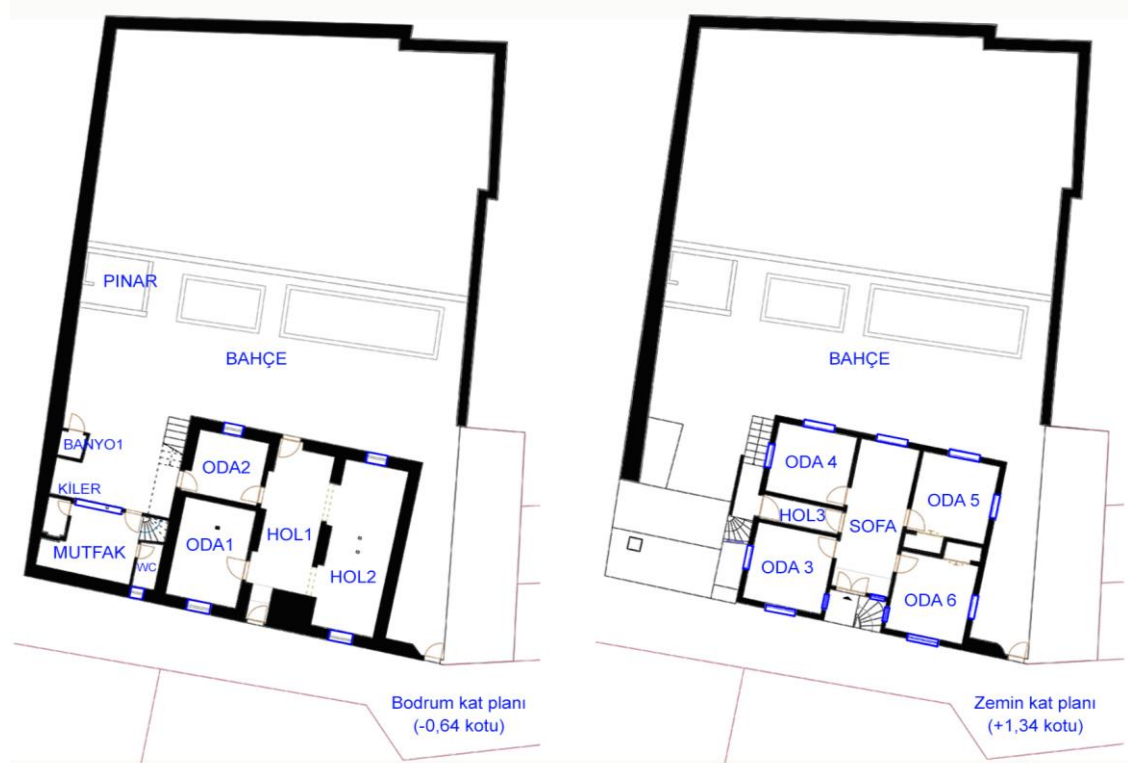 PINAR
BAHÇE
BANYO1
ODA2
KİLER
HOL1
MUTFAK
WC
ODA1
HOL2
Bodrum kat planı
(-0,64 kotu)
BAHÇE
ODA 4
ODA 5
HOL3
SOFA
ODA 3
ODA 6
Zemin kat planı
(+1,34 kotu)